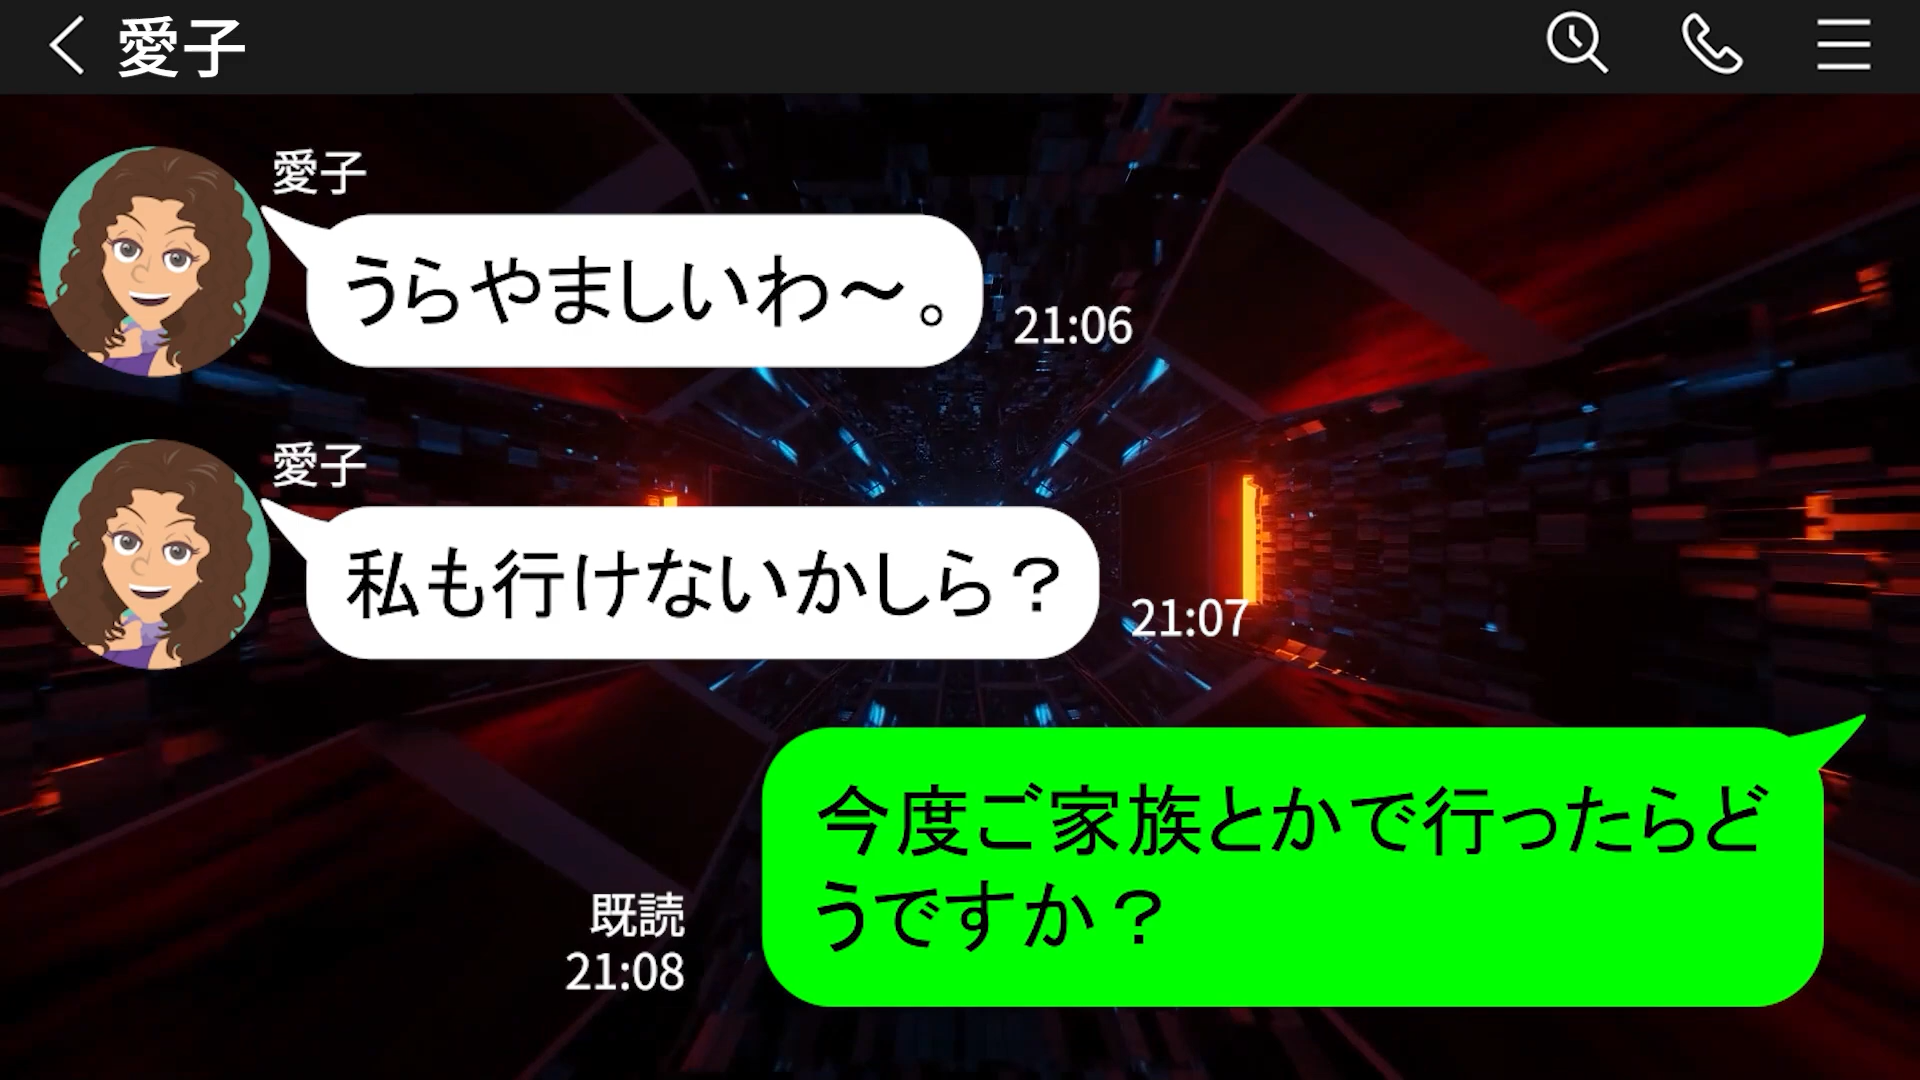 愛子
愛子
うらやましいわ～。
21:06
愛子
私も行けないかしら？
21:07
今度ご家族とかで行ったらど
うですか？
既読
21:08